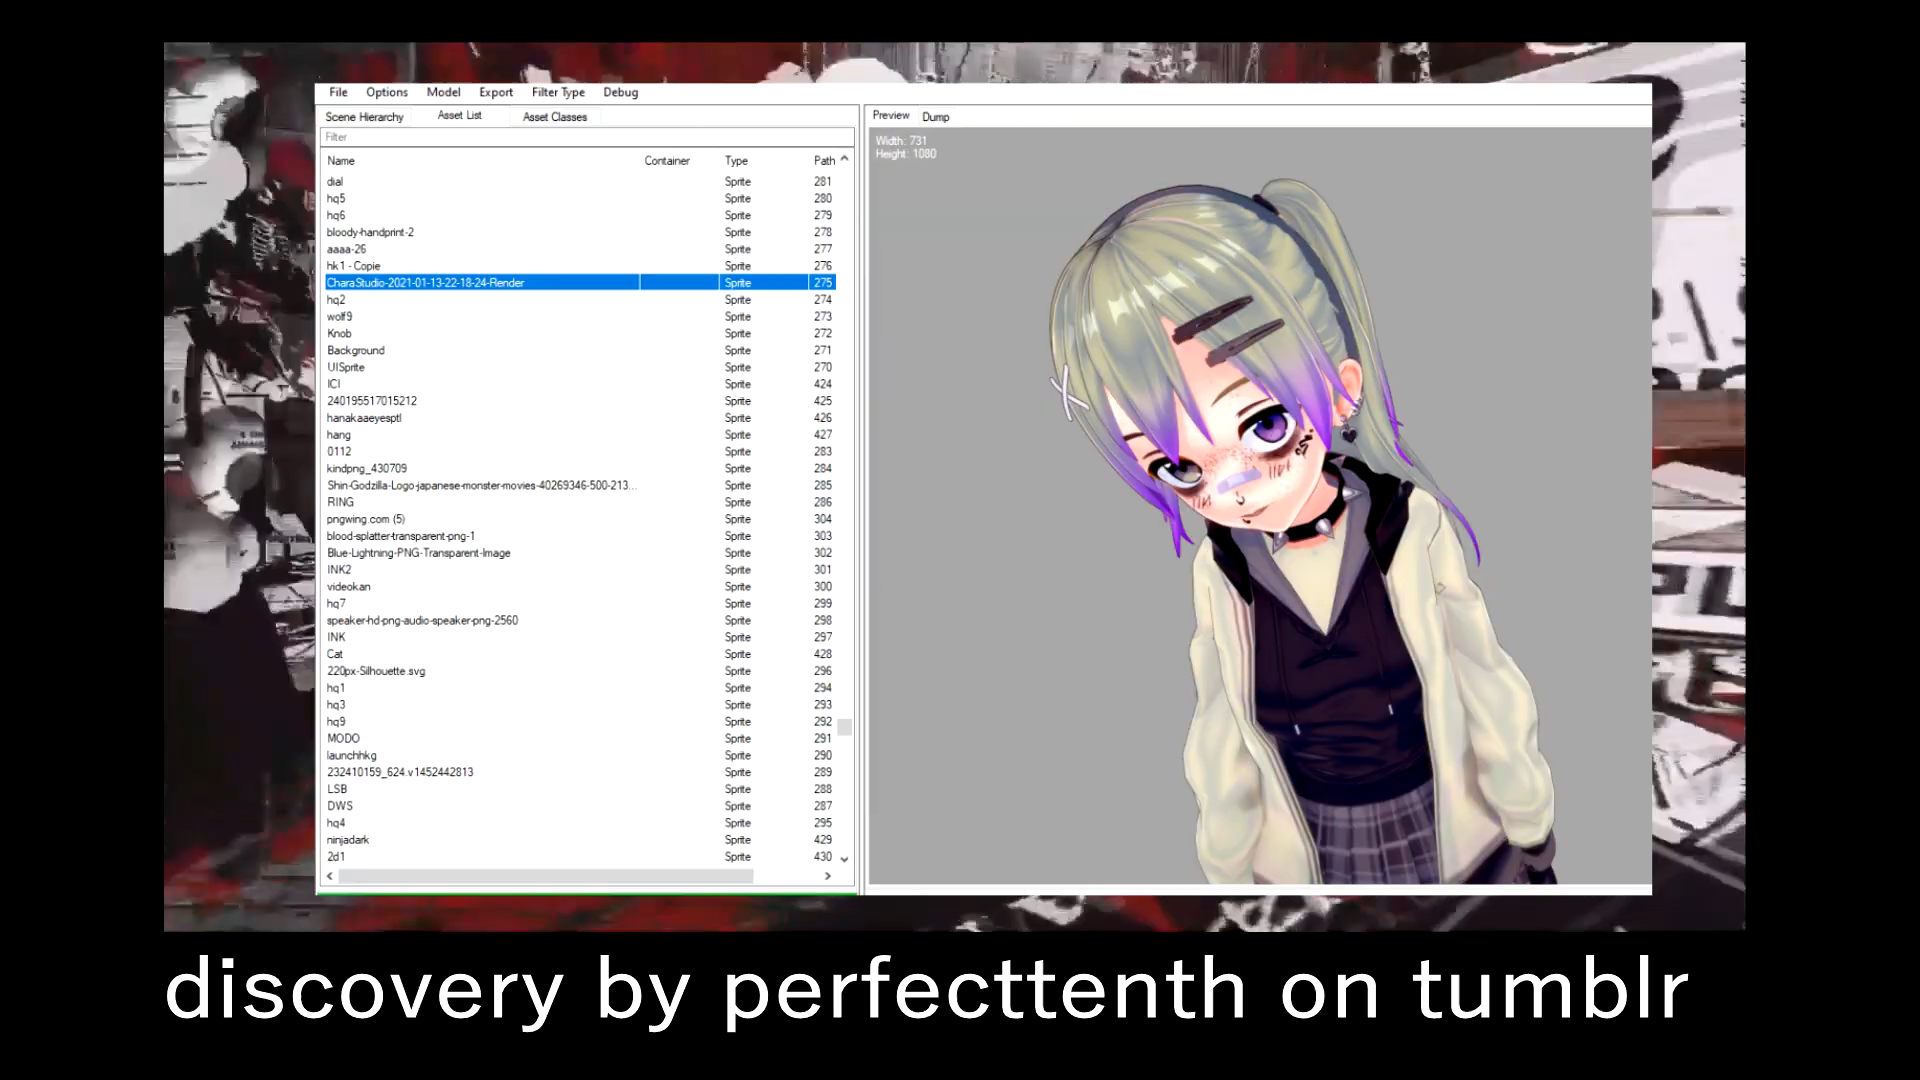 File Options Model Export Filter Type Debug
Scene Hierarchy Asset List Asset Classes
Preview Dump
Filter
Width: 731
Height: 1080
Name Container Type Path
dial Sprite 281
hq5 Sprite 280
hq6 Sprite 279
bloody-handprint-2 Sprite 278
aaaa-26 Sprite 277
hk1 - Copie Sprite 276
CharaStudio-2021-01-13-22-18-24-Render Sprite 275
hq2 Sprite 274
wolf9 Sprite 273
Knob Sprite 272
Background Sprite 271
UISprite Sprite 270
ICI Sprite 424
240195517015212 Sprite 425
hanakaaeyesptl Sprite 426
hang Sprite 427
0112 Sprite 283
kindpng_430709 Sprite 284
Shin-Godzilla-Logo-japanese-monster-movies-40269346-500-213... Sprite 285
RING Sprite 286
pngwing.com (5) Sprite 304
blood-splatter-transparent-png-1 Sprite 303
Blue-Lightning-PNG-Transparent-Image Sprite 302
INK2 Sprite 301
videokan Sprite 300
hq7 Sprite 299
speaker-hd-png-audio-speaker-png-2560 Sprite 298
INK Sprite 297
Cat Sprite 428
220px-Silhouette.svg Sprite 296
hq1 Sprite 294
hq3 Sprite 293
hq9 Sprite 292
MODO Sprite 291
launchhkg Sprite 290
232410159_624.v1452442813 Sprite 289
LSB Sprite 288
DWS Sprite 287
hq4 Sprite 295
ninjadark Sprite 429
2d1 Sprite 430
discovery by perfecttenth on tumblr